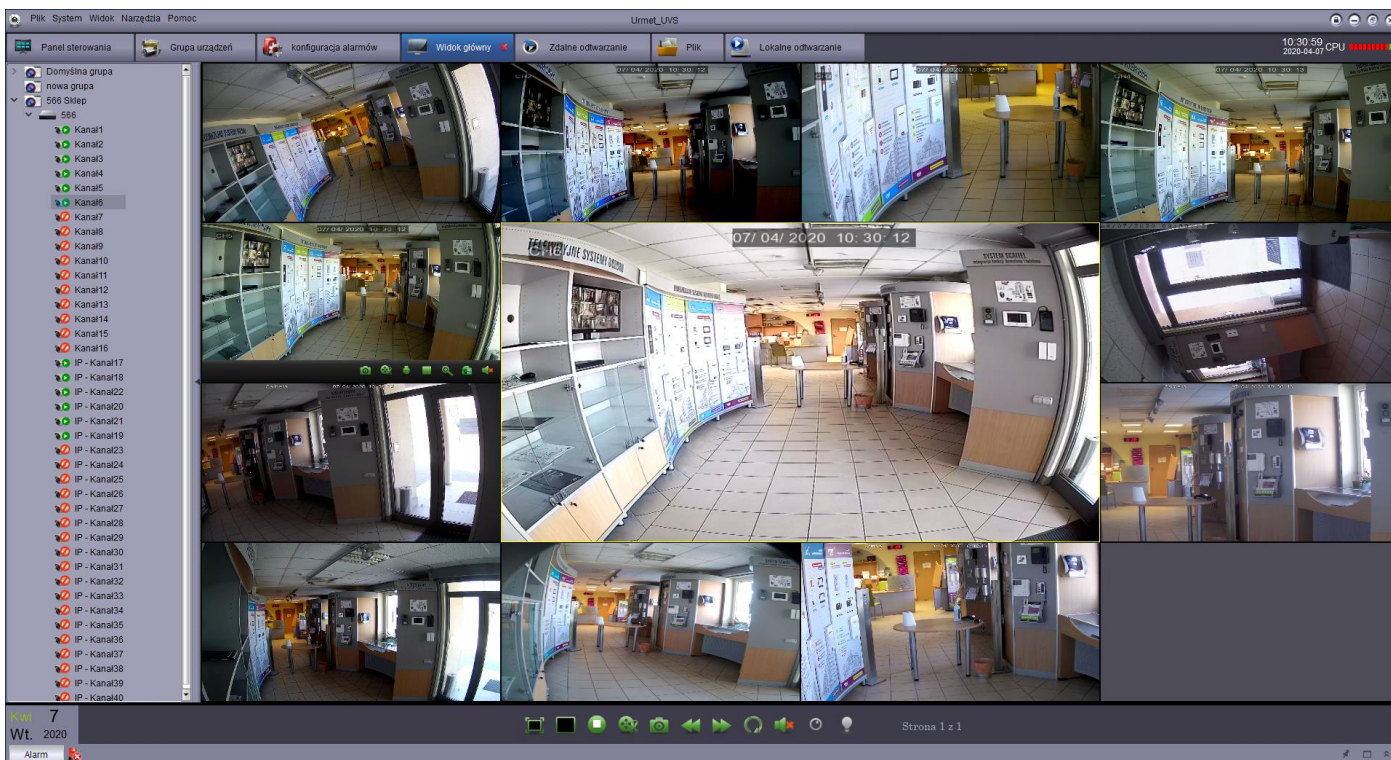 Plik System Widok Narzędzia Pomoc
Urmet_UVS
Panel sterowania
Grupa urządzeń
konfiguracja alarmów
Widok główny
Zdalne odtwarzanie
Plik
Lokalne odtwarzanie
10:30:59
2020-04-07
CPU
Domyślna grupa
nowa grupa
566 Sklep
566
Kanał1
Kanał2
Kanał3
Kanał4
Kanał5
Kanał6
Kanał7
Kanał8
Kanał9
Kanał10
Kanał11
Kanał12
Kanał13
Kanał14
Kanał15
Kanał16
IP - Kanał17
IP - Kanał18
IP - Kanał22
IP - Kanał20
IP - Kanał21
IP - Kanał19
IP - Kanał23
IP - Kanał24
IP - Kanał25
IP - Kanał26
IP - Kanał27
IP - Kanał28
IP - Kanał29
IP - Kanał30
IP - Kanał31
IP - Kanał32
IP - Kanał33
IP - Kanał34
IP - Kanał35
IP - Kanał36
IP - Kanał37
IP - Kanał38
IP - Kanał39
IP - Kanał40
CH2
07/ 04/ 2020 10: 30: 12
07/ 04/ 2020 10: 30: 12
CH4
07/ 04/ 2020 10: 30: 13
CH5
07/ 04/ 2020 10: 30: 12
07/ 04/ 2020 10: 30: 12
TELEWIZYJNE SYSTEMY
SYSTEM SCAITEL
Kwi 7
Wt. 2020
Strona 1 z 1
Alarm